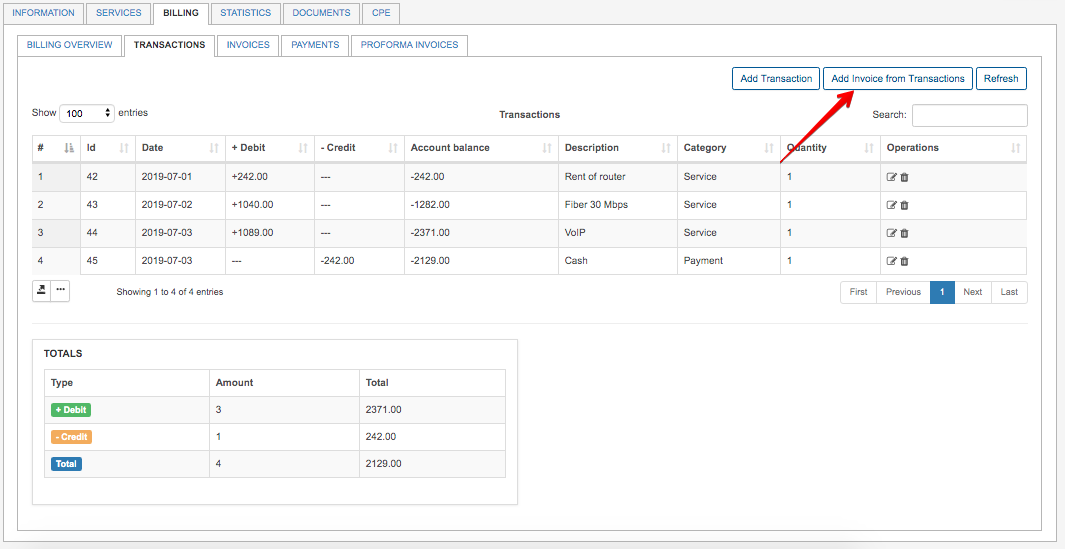 INFORMATION SERVICES BILLING STATISTICS DOCUMENTS CPE
BILLING OVERVIEW TRANSACTIONS INVOICES PAYMENTS PROFORMA INVOICES
Add Transaction Add Invoice from Transactions Refresh
Show 100 entries Transactions Search:
# Id Date + Debit - Credit Account balance Description Category Quantity Operations
1 42 2019-07-01 +242.00 --- -242.00 Rent of router Service 1
2 43 2019-07-02 +1040.00 --- -1282.00 Fiber 30 Mbps Service 1
3 44 2019-07-03 +1089.00 --- -2371.00 VoIP Service 1
4 45 2019-07-03 --- -242.00 -2129.00 Cash Payment 1
Showing 1 to 4 of 4 entries First Previous 1 Next Last
TOTALS
Type Amount Total
+ Debit 3 2371.00
- Credit 1 242.00
Total 4 2129.00